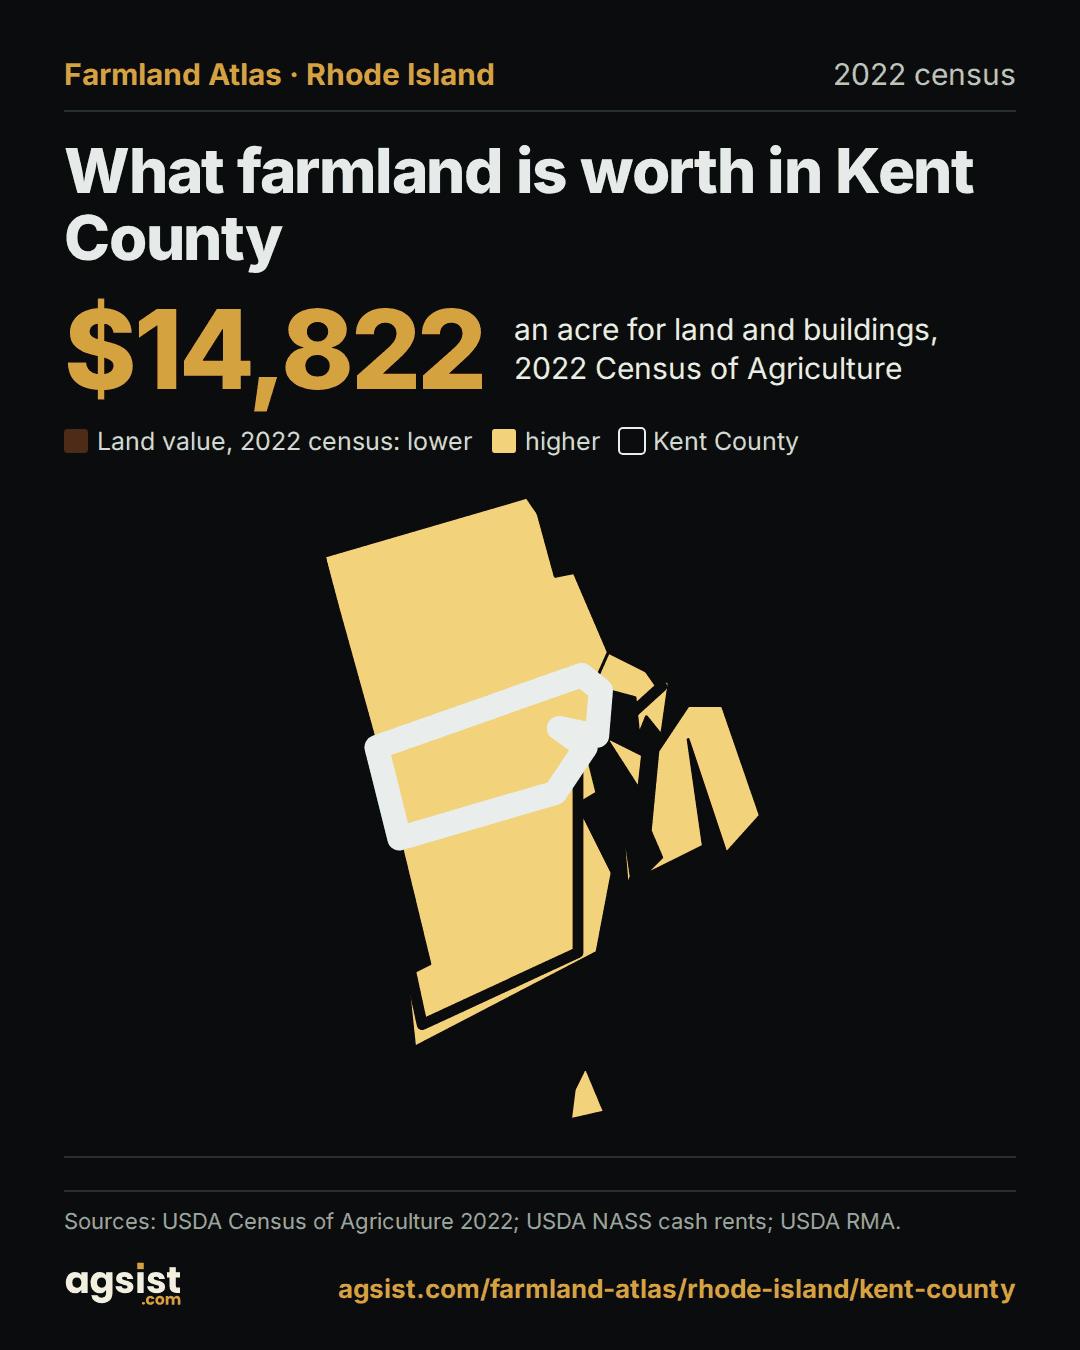 Farmland Atlas · Rhode Island
2022 census
What farmland is worth in Kent
County
$14,822
an acre for land and buildings,
2022 Census of Agriculture
Land value, 2022 census: lower
higher
Kent County
Sources: USDA Census of Agriculture 2022; USDA NASS cash rents; USDA RMA.
agsist
.com
agsist.com/farmland-atlas/rhode-island/kent-county